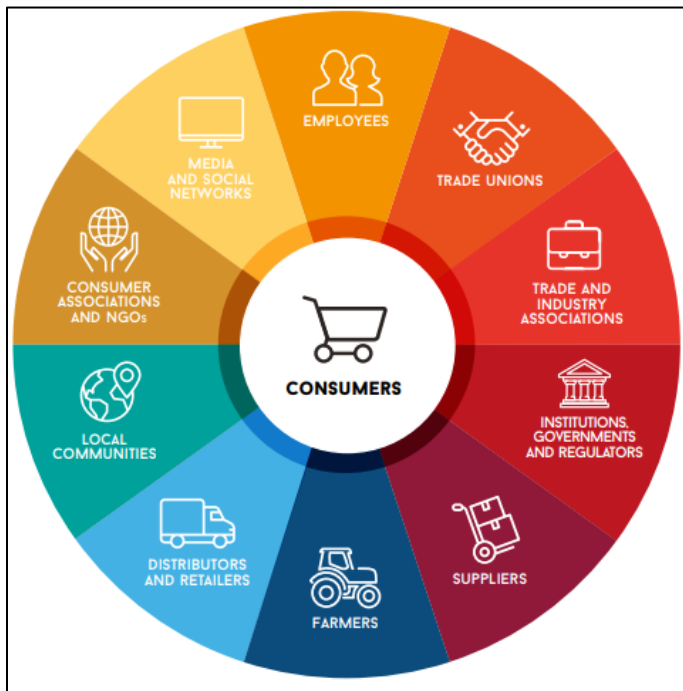 EMPLOYEES
TRADE UNIONS
TRADE AND
INDUSTRY
ASSOCIATIONS
INSTITUTIONS,
GOVERNMENTS
AND REGULATORS
SUPPLIERS
FARMERS
DISTRIBUTORS
AND RETAILERS
LOCAL
COMMUNITIES
CONSUMER
ASSOCIATIONS
AND NGOs
MEDIA
AND SOCIAL
NETWORKS
CONSUMERS